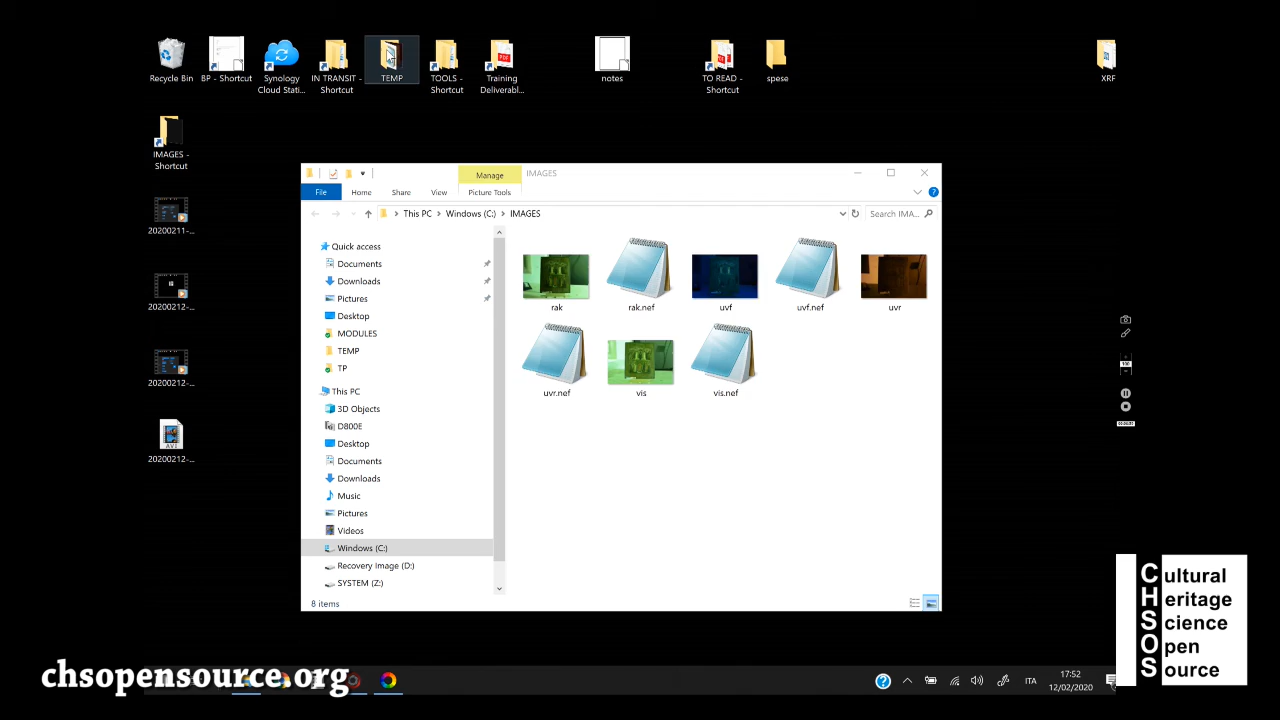 Recycle Bin
BP - Shortcut
Synology
Cloud Stati...
IN TRANSIT -
Shortcut
TEMP
TOOLS -
Shortcut
Training
Deliverabl...
notes
TO READ -
Shortcut
spese
XRF
IMAGES -
Shortcut
20200211-...
20200212-...
20200212-...
AVI
20200212-...
Manage
IMAGES
File
Home
Share
View
Picture Tools
This PC
Windows (C:)
IMAGES
Search IMA...
Quick access
Documents
Downloads
Pictures
Desktop
MODULES
TEMP
TP
This PC
3D Objects
D800E
Desktop
Documents
Downloads
Music
Pictures
Videos
Windows (C:)
Recovery Image (D:)
SYSTEM (Z:)
rak
rak.nef
uvf
uvf.nef
uvr
uvr.nef
vis
vis.nef
8 items
Cultural
Heritage
Science
Open
Source
chsopensource.org
ITA
17:52
12/02/2020